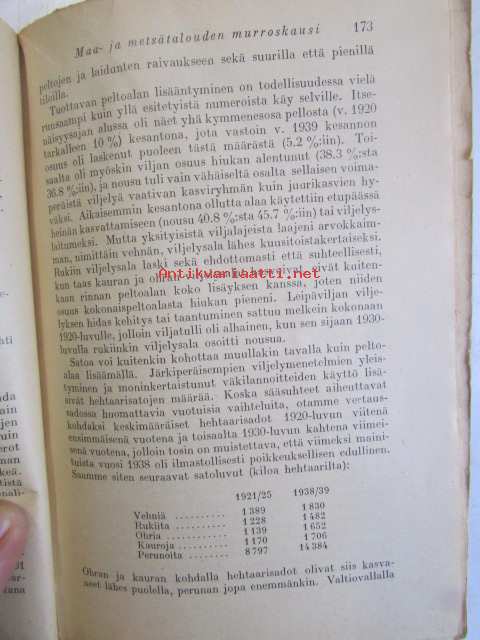 Maa- ja metsätalouden murroskausi 173
peltojen ja laidunten raivaukseen sekä suurilla että pienillä
tiloilla.
Tuottavan peltoalan lisääntyminen on todellisuudessa vielä
runsaampi kuin yllä esitetyistä numeroista käy selville. Itse-
näisyysajan alussa oli näet yhä kymmenesosa pellosta (v. 1920
tarkalleen 10 %) kesantona, jota vastoin v. 1939 kesannon
osuus oli laskenut puoleen tästä määrästä (5.2 %:iin). Toi-
saalta oli myöskin viljan osuus hiukan alentunut (38.3 %:sta
36.8 %:iin), ja nousu tuli vain vähäiseltä osalta sellaisen voima-
peräistä viljelyä vaativan kasviryhmän kuin juurikasvien hy-
väksi. Aikaisemmin kesantona ollutta alaa käytettiin etupäässä
heinän kasvattamiseen (nousu 40.8 %:sta 45.7 %:iin) tai viljelys-
laitumeksi. Mutta yksityisistä viljalajeista laajeni arvokkaim-
man, nimittäin vehnän, viljelysala lähes kuusitoistakertaiseksi.
Rukiin viljelysala laski sekä ehdottomasti että suhteellisesti,
kun taas kauran ja ohran eivät kuiten-
kaan rinnan peltoalan koko lisäyksen kanssa, joten niiden
osuus kokonaispeltoalasta hiukan pieneni. Leipäviljan vilje-
lyksen hidas kehitys tai taantuminen sattuu melkein kokonaan
1920-luvulle, jolloin viljatulli oli alhainen, kun sen sijaan 1930-
luvulla rukiinkin viljelysala osoitti nousua.
Satoa voi kuitenkin kohottaa muullakin tavalla kuin pelto-
alaa lisäämällä. Järkiperäisempien viljelymenetelmien yleis-
tyminen ja moninkertaistunut väkilannoitteiden käyttö lisä-
sivät hehtaarisatojen määrää. Koska sääsuhteet aiheuttavat
sadossa huomattavia vuotuisia vaihteluita, otamme vertaus-
kohdaksi keskimääräiset hehtaarisadot 1920-luvun viitenä
ensimmäisenä vuotena ja toisaalta 1930-luvun kahtena viimei-
senä vuotena, jolloin tosin on muistettava, että viimeksi maini-
tuista vuosi 1938 oli ilmastollisesti poikkeuksellisen edullinen.
Saamme siten seuraavat satoluvut (kiloa hehtaarilta):
1921/25 1938/39
Vehniä .......... 1 389 1 830
Rukiita .......... 1 228 1 482
Ohria .......... 1 139 1 652
Kauroja .......... 1 170 1 706
Perunoita .......... 8 797 14 384
Ohran ja kauran kohdalla hehtaarisadot olivat siis kasva-
neet lähes puolella, perunan jopa enemmänkin. Valtiovallalla
Antikvariaatti.net